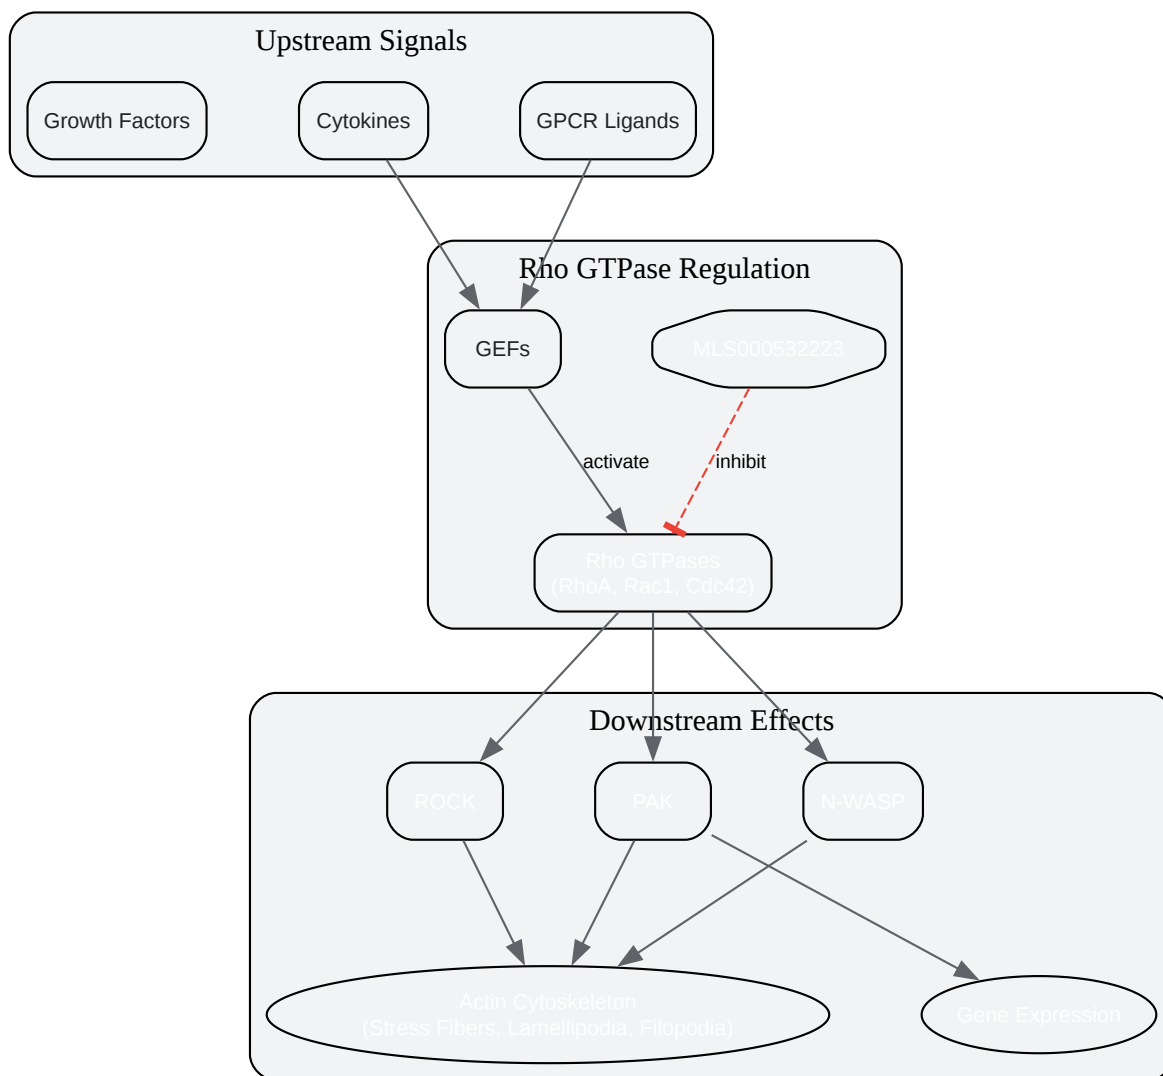 Upstream Signals
Growth Factors
Cytokines
GPCR Ligands
Rho GTPase Regulation
GEFs
MLS000532223
activate
inhibit
Rho GTPases
(RhoA, Rac1, Cdc42)
Downstream Effects
ROCK
PAK
N-WASP
Actin Cytoskeleton
(Stress Fibers, Lamellipodia, Filopodia)
Gene Expression